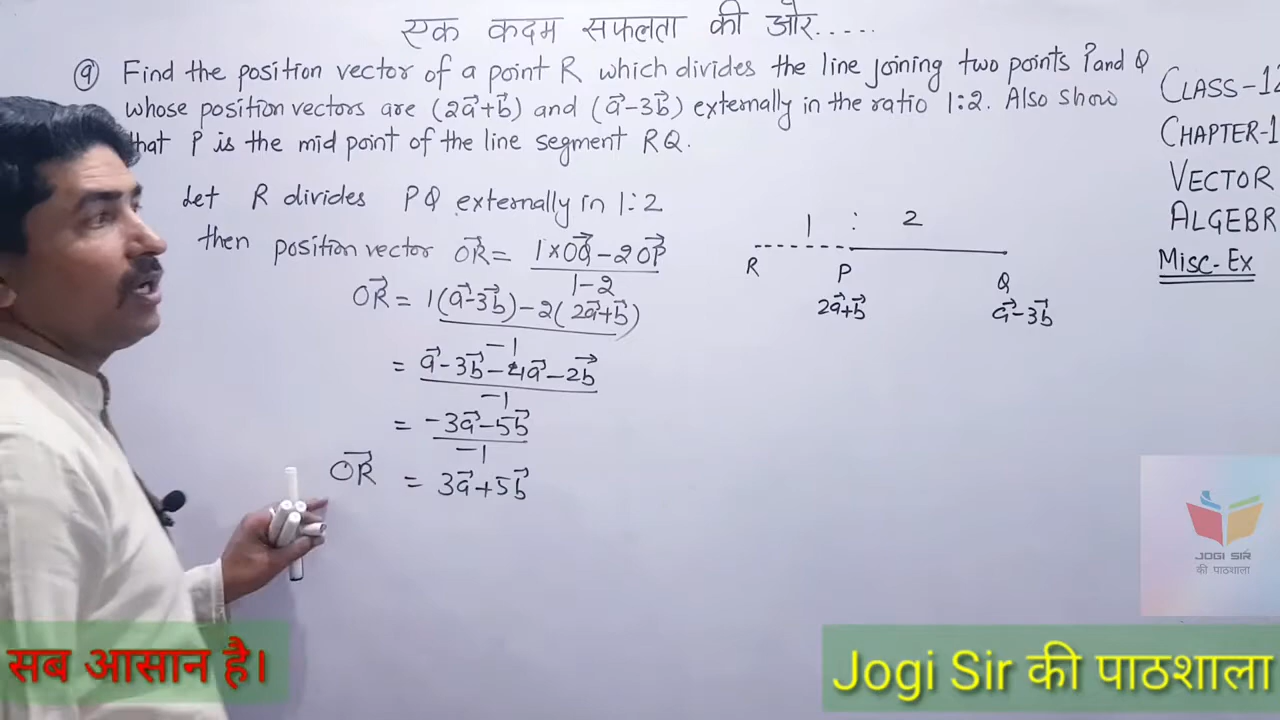 एक कदम सफलता की ओर.....
⑨ Find the position vector of a point R which divides the line joining two points P and Q
whose position vectors are (2a⃗+b⃗) and (a⃗-3b⃗) externally in the ratio 1:2. Also show
that P is the mid point of the line segment RQ.
Let R divides PQ externally in 1:2
then position vector OR⃗ = 1×OQ⃗ - 2OP⃗
1-2
OR⃗ = 1(a⃗-3b⃗)-2(2a⃗+b⃗)
-1
= a⃗-3b⃗-4a⃗-2b⃗
-1
= -3a⃗-5b⃗
-1
OR⃗ = 3a⃗+5b⃗
1 : 2
R P Q
2a⃗+b⃗ a⃗-3b⃗
CLASS-12
CHAPTER-1
VECTOR
ALGEBR
Misc-Ex
JOGI SIR
की पाठशाला
सब आसान है।
Jogi Sir की पाठशाला